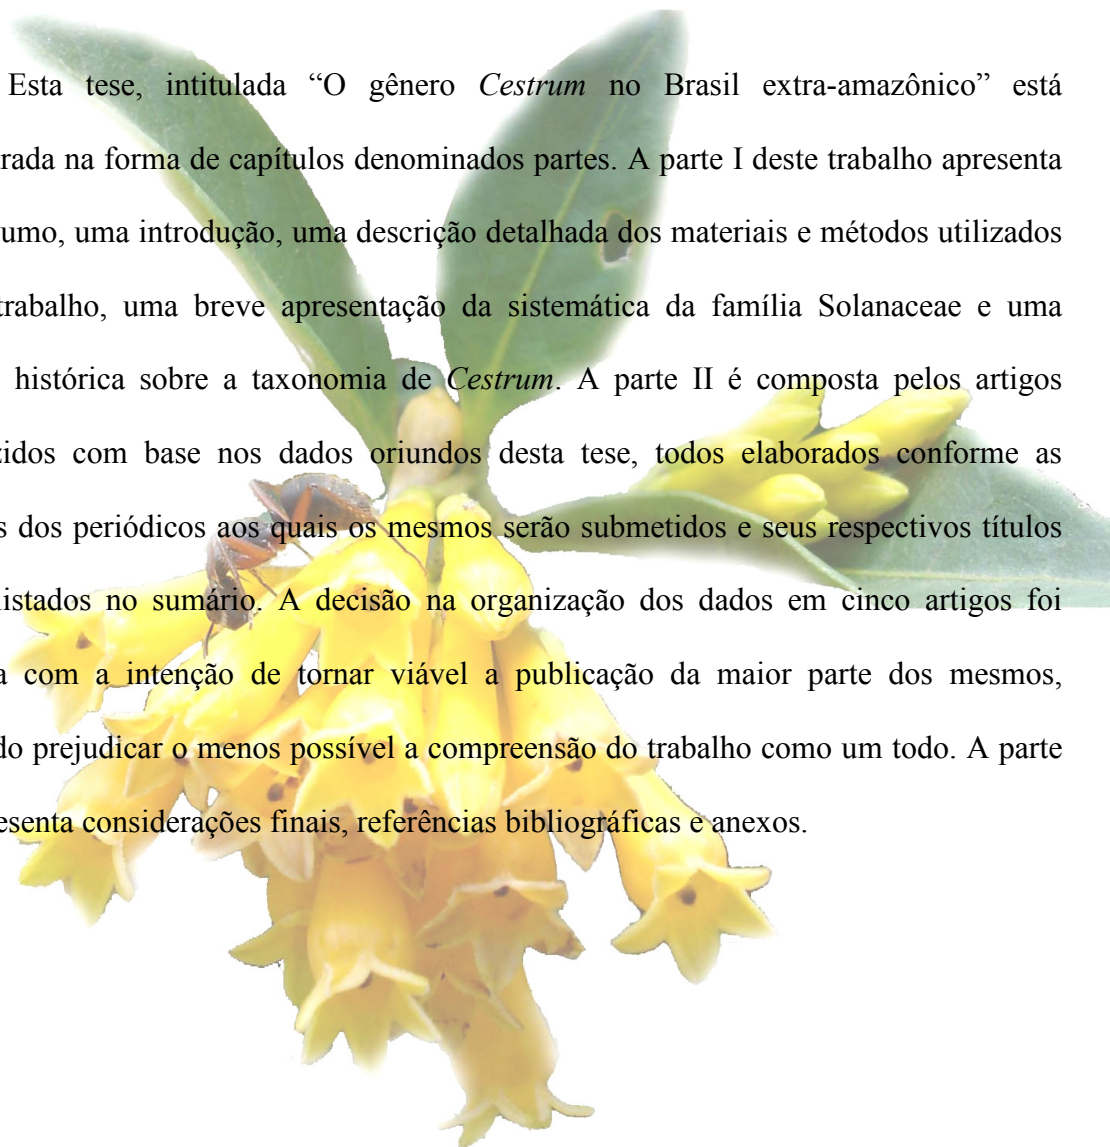 Esta tese, intitulada “O gênero Cestrum no Brasil extra-amazônico” está
rada na forma de capítulos denominados partes. A parte I deste trabalho apresenta
umo, uma introdução, uma descrição detalhada dos materiais e métodos utilizados
trabalho, uma breve apresentação da sistemática da família Solanaceae e uma
histórica sobre a taxonomia de Cestrum. A parte II é composta pelos artigos
zidos com base nos dados oriundos desta tese, todos elaborados conforme as
s dos periódicos aos quais os mesmos serão submetidos e seus respectivos títulos
listados no sumário. A decisão na organização dos dados em cinco artigos foi
a com a intenção de tornar viável a publicação da maior parte dos mesmos,
do prejudicar o menos possível a compreensão do trabalho como um todo. A parte
esenta considerações finais, referências bibliográficas e anexos.